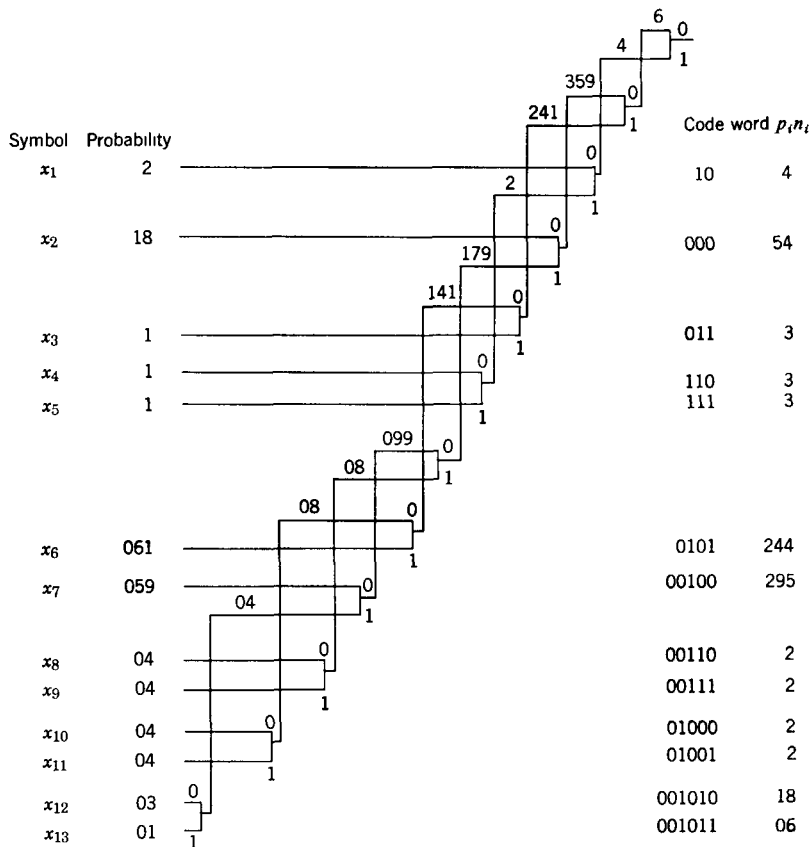 6
0
4
1
359
0
241
1
Symbol Probability Code word pᵢnᵢ
0
x₁ 2 10 4
2
1
0
x₂ 18 000 54
179
1
141
0
x₃ 1 011 3
1
0
x₄ 1 110 3
x₅ 1 111 3
1
099
0
08
1
08
0
x₆ 061 0101 244
1
x₇ 059 0 00100 295
04
1
0
x₈ 04 00110 2
x₉ 04 00111 2
1
0
x₁₀ 04 01000 2
x₁₁ 04 01001 2
1
0
x₁₂ 03 001010 18
x₁₃ 01 001011 06
1